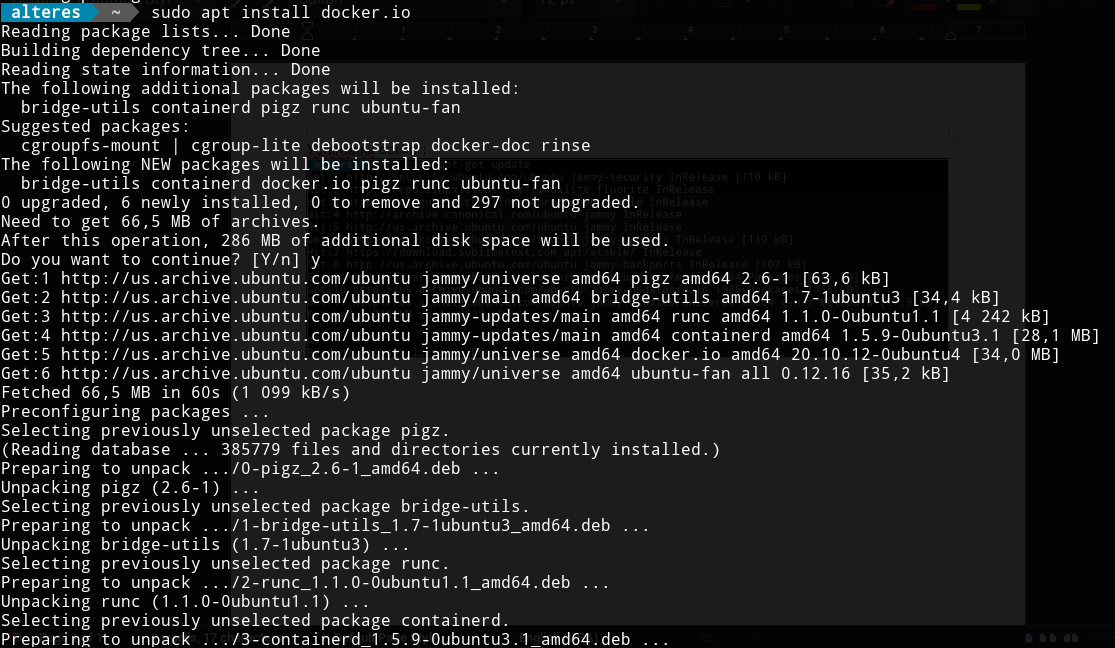 alteres ~ sudo apt install docker.io
Reading package lists... Done
Building dependency tree... Done
Reading state information... Done
The following additional packages will be installed:
  bridge-utils containerd pigz runc ubuntu-fan
Suggested packages:
  cgroupfs-mount | cgroup-lite debootstrap docker-doc rinse
The following NEW packages will be installed:
  bridge-utils containerd docker.io pigz runc ubuntu-fan
0 upgraded, 6 newly installed, 0 to remove and 297 not upgraded.
Need to get 66,5 MB of archives.
After this operation, 286 MB of additional disk space will be used.
Do you want to continue? [Y/n] y
Get:1 http://us.archive.ubuntu.com/ubuntu jammy/universe amd64 pigz amd64 2.6-1 [63,6 kB]
Get:2 http://us.archive.ubuntu.com/ubuntu jammy/main amd64 bridge-utils amd64 1.7-1ubuntu3 [34,4 kB]
Get:3 http://us.archive.ubuntu.com/ubuntu jammy-updates/main amd64 runc amd64 1.1.0-0ubuntu1.1 [4 242 kB]
Get:4 http://us.archive.ubuntu.com/ubuntu jammy-updates/main amd64 containerd amd64 1.5.9-0ubuntu3.1 [28,1 MB]
Get:5 http://us.archive.ubuntu.com/ubuntu jammy/universe amd64 docker.io amd64 20.10.12-0ubuntu4 [34,0 MB]
Get:6 http://us.archive.ubuntu.com/ubuntu jammy/universe amd64 ubuntu-fan all 0.12.16 [35,2 kB]
Fetched 66,5 MB in 60s (1 099 kB/s)
Preconfiguring packages ...
Selecting previously unselected package pigz.
(Reading database ... 385779 files and directories currently installed.)
Preparing to unpack .../0-pigz_2.6-1_amd64.deb ...
Unpacking pigz (2.6-1) ...
Selecting previously unselected package bridge-utils.
Preparing to unpack .../1-bridge-utils_1.7-1ubuntu3_amd64.deb ...
Unpacking bridge-utils (1.7-1ubuntu3) ...
Selecting previously unselected package runc.
Preparing to unpack .../2-runc_1.1.0-0ubuntu1.1_amd64.deb ...
Unpacking runc (1.1.0-0ubuntu1.1) ...
Selecting previously unselected package containerd.
Preparing to unpack .../3-containerd_1.5.9-0ubuntu3.1_amd64.deb ...